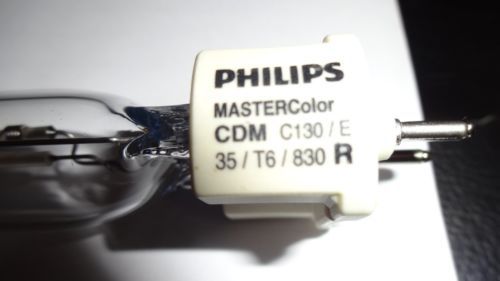 PHILIPS
MASTERColor
CDM C130/E
35/T6/830 R